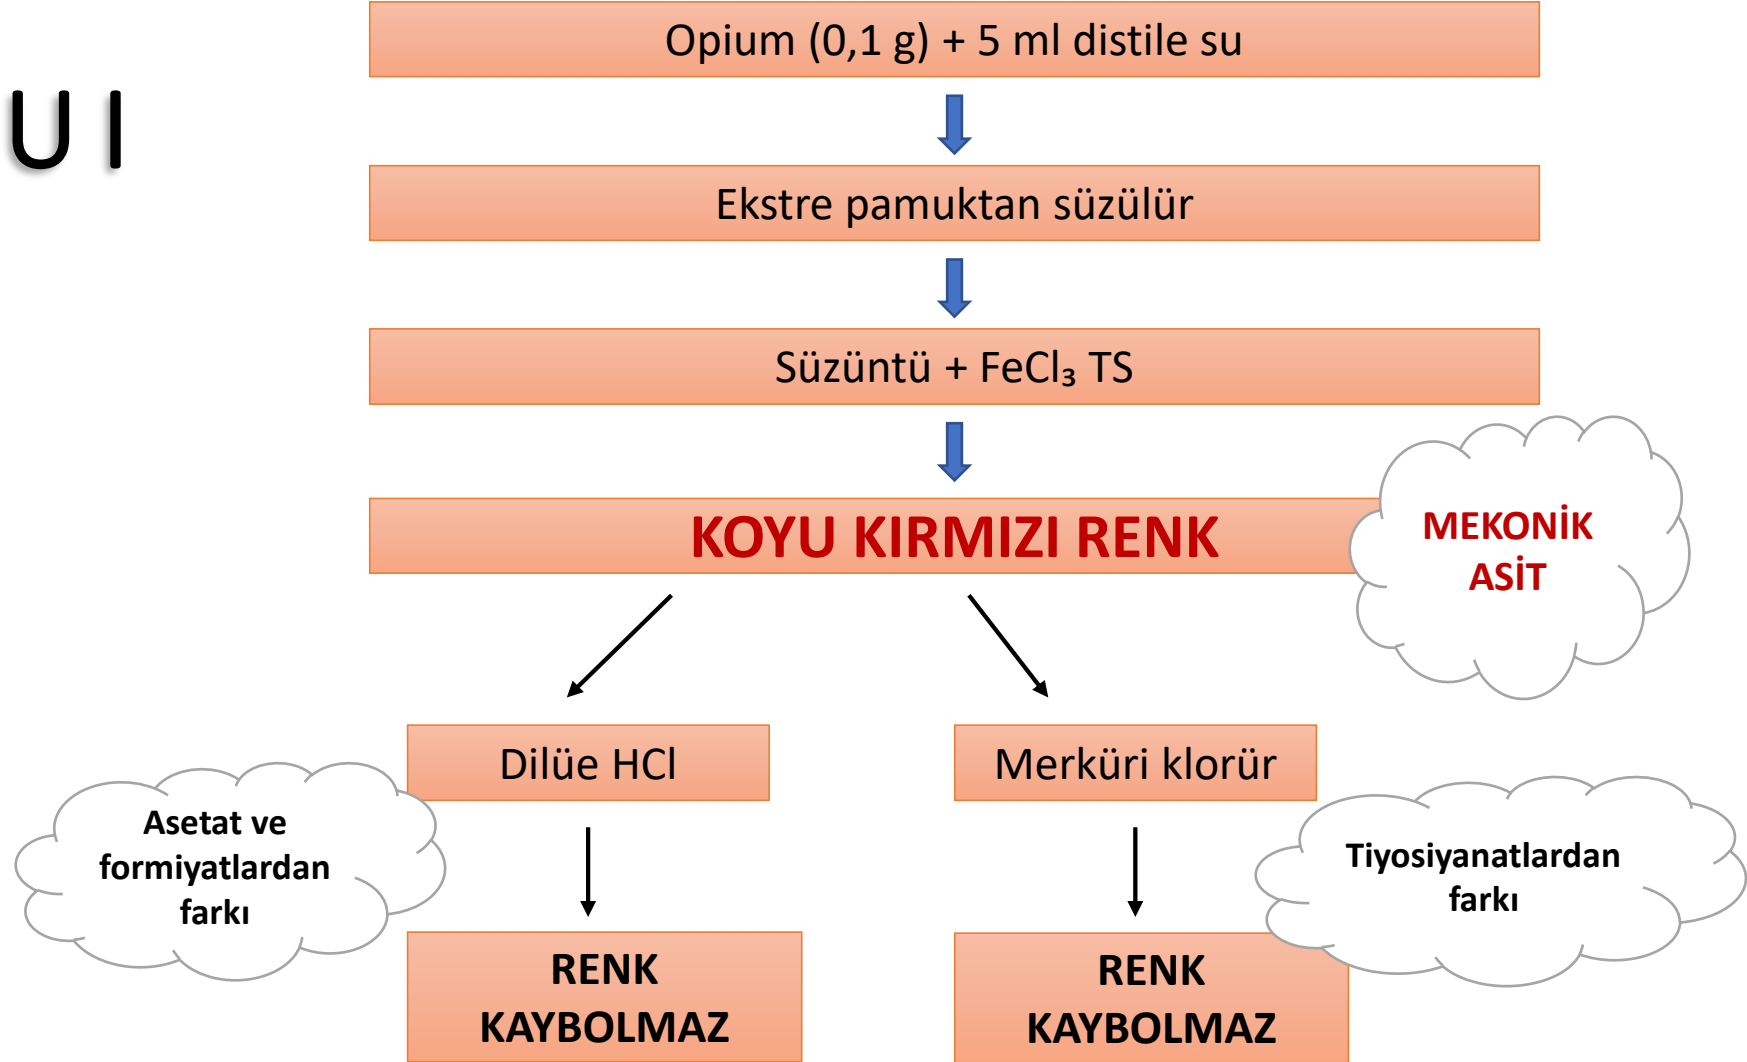 Opium (0,1 g) + 5 ml distile su
U I
Ekstre pamuktan süzülür
Süzüntü + FeCl₃ TS
KOYU KIRMIZI RENK
MEKONİK
ASİT
Dilüe HCl
Merküri klorür
Asetat ve
formiyatlardan
farkı
Tiyosiyanatlardan
farkı
RENK
KAYBOLMAZ
RENK
KAYBOLMAZ